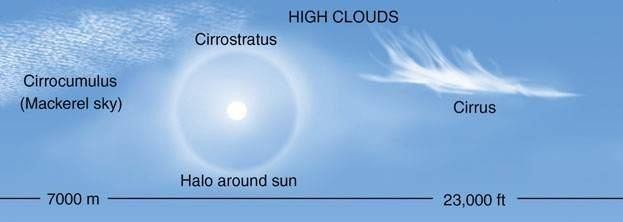 HIGH CLOUDS
Cirrostratus
Cirrocumulus
(Mackerel sky)
Cirrus
Halo around sun
7000 m
23,000 ft